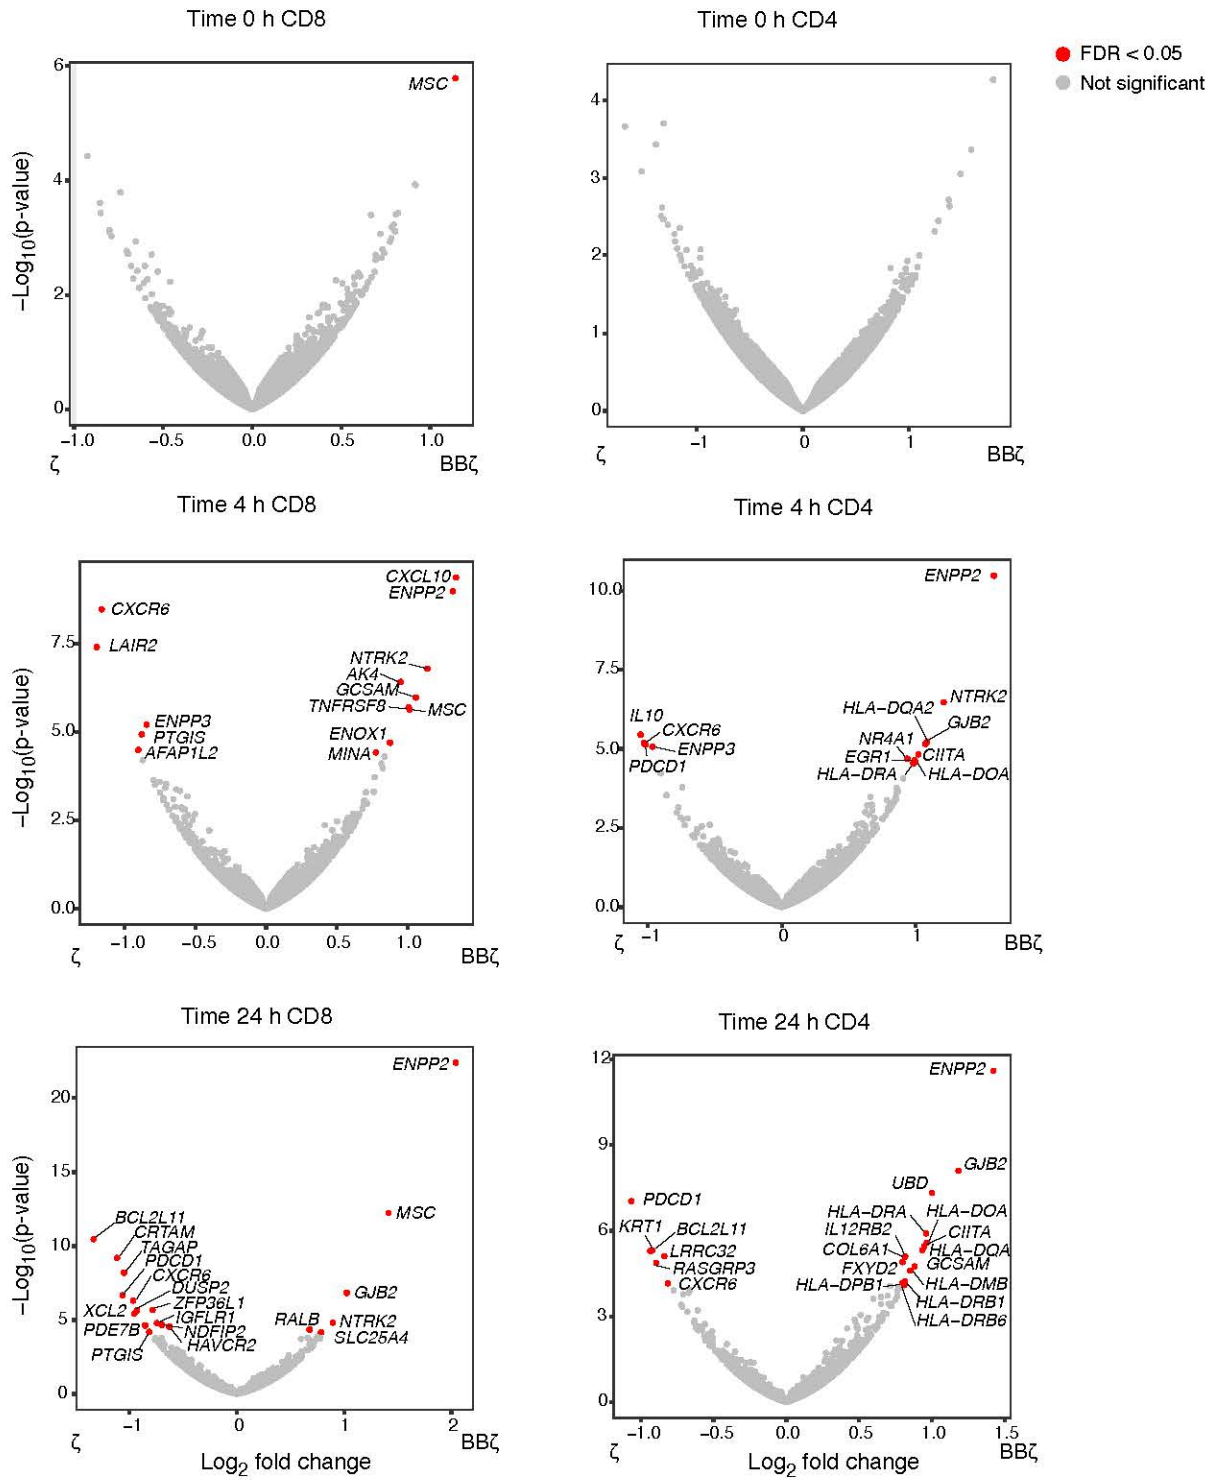 Time 0 h CD8
Time 0 h CD4
FDR < 0.05
Not significant
−Log10(p-value)
6
4
2
0
MSC
−1.0
−0.5
0.0
0.5
1.0
ζ
BBζ
4
3
2
1
0
−1
0
1
ζ
BBζ
Time 4 h CD8
Time 4 h CD4
−Log10(p-value)
7.5
5.0
2.5
0.0
CXCL10
ENPP2
CXCR6
LAIR2
NTRK2
AK4
GCSAM
TNFRSF8
MSC
ENPP3
PTGIS
AFAP1L2
ENOX1
MINA
−1.0
−0.5
0.0
0.5
1.0
ζ
BBζ
10.0
7.5
5.0
2.5
0.0
ENPP2
NTRK2
HLA−DQA2
GJB2
IL10
CXCR6
ENPP3
PDCD1
NR4A1
EGR1
CIITA
HLA−DRA
HLA−DOA
−1
0
1
ζ
BBζ
Time 24 h CD8
Time 24 h CD4
−Log10(p-value)
20
15
10
5
0
ENPP2
MSC
BCL2L11
CRTAM
TAGAP
PDCD1
CXCR6
DUSP2
XCL2
ZFP36L1
IGFLR1
PDE7B
NDFIP2
HAVCR2
PTGIS
GJB2
RALB
NTRK2
SLC25A4
−1
0
1
2
ζ
BBζ
Log2 fold change
12
9
6
3
0
ENPP2
GJB2
UBD
PDCD1
KRT1
BCL2L11
LRRC32
RASGRP3
CXCR6
HLA−DRA
HLA−DOA
IL12RB2
CIITA
COL6A1
HLA−DQA
FXYD2
GCSAM
HLA−DPB1
HLA−DMB
HLA−DRB1
HLA−DRB6
−1.0
−0.5
0.0
0.5
1.0
1.5
ζ
BBζ
Log2 fold change